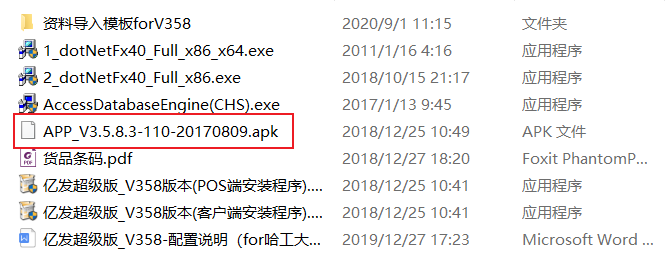 资料导入模板forV358 2020/9/1 11:15 文件夹
1_dotNetFx40_Full_x86_x64.exe 2011/1/16 4:16 应用程序
2_dotNetFx40_Full_x86.exe 2018/10/15 21:17 应用程序
AccessDatabaseEngine(CHS).exe 2017/1/13 9:45 应用程序
APP_V3.5.8.3-110-20170809.apk 2018/12/25 10:49 APK 文件
货品条码.pdf 2018/12/27 18:20 Foxit PhantomP...
亿发超级版_V358版本(POS端安装程序).... 2018/12/25 10:41 应用程序
亿发超级版_V358版本(客户端安装程序).... 2018/12/25 10:41 应用程序
亿发超级版_V358-配置说明（for哈工大... 2019/12/27 17:23 Microsoft Word ...